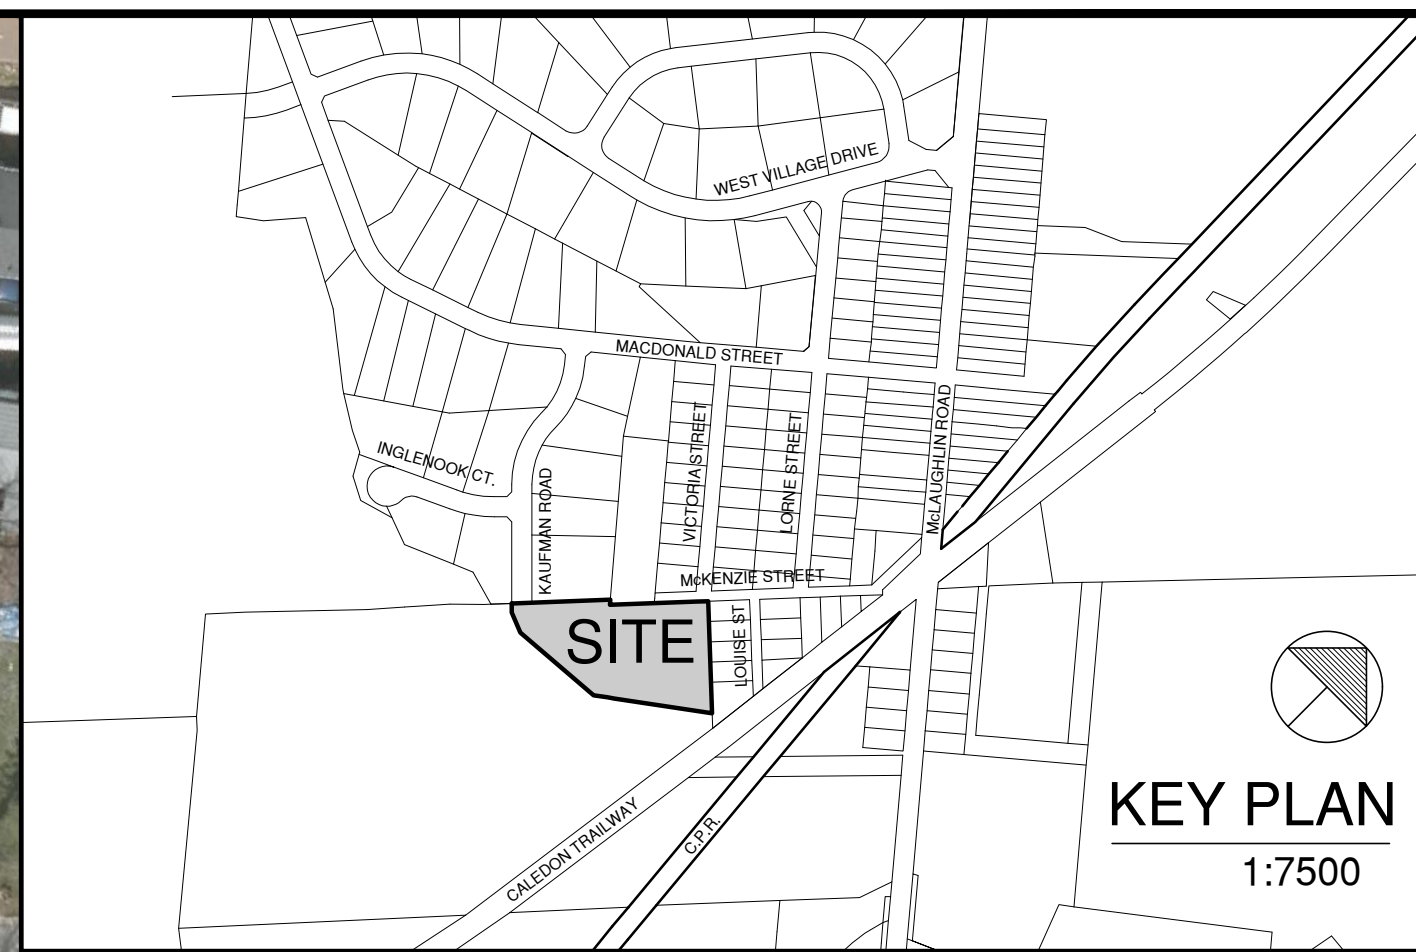 WEST VILLAGE DRIVE
MACDONALD STREET
INGLENOOK CT.
KAUFMAN ROAD
VICTORIA STREET
LORNE STREET
McLAUGHLIN ROAD
McKENZIE STREET
SITE
LOUISE ST
CALEDON TRAILWAY
C.P.R.
KEY PLAN
1:7500